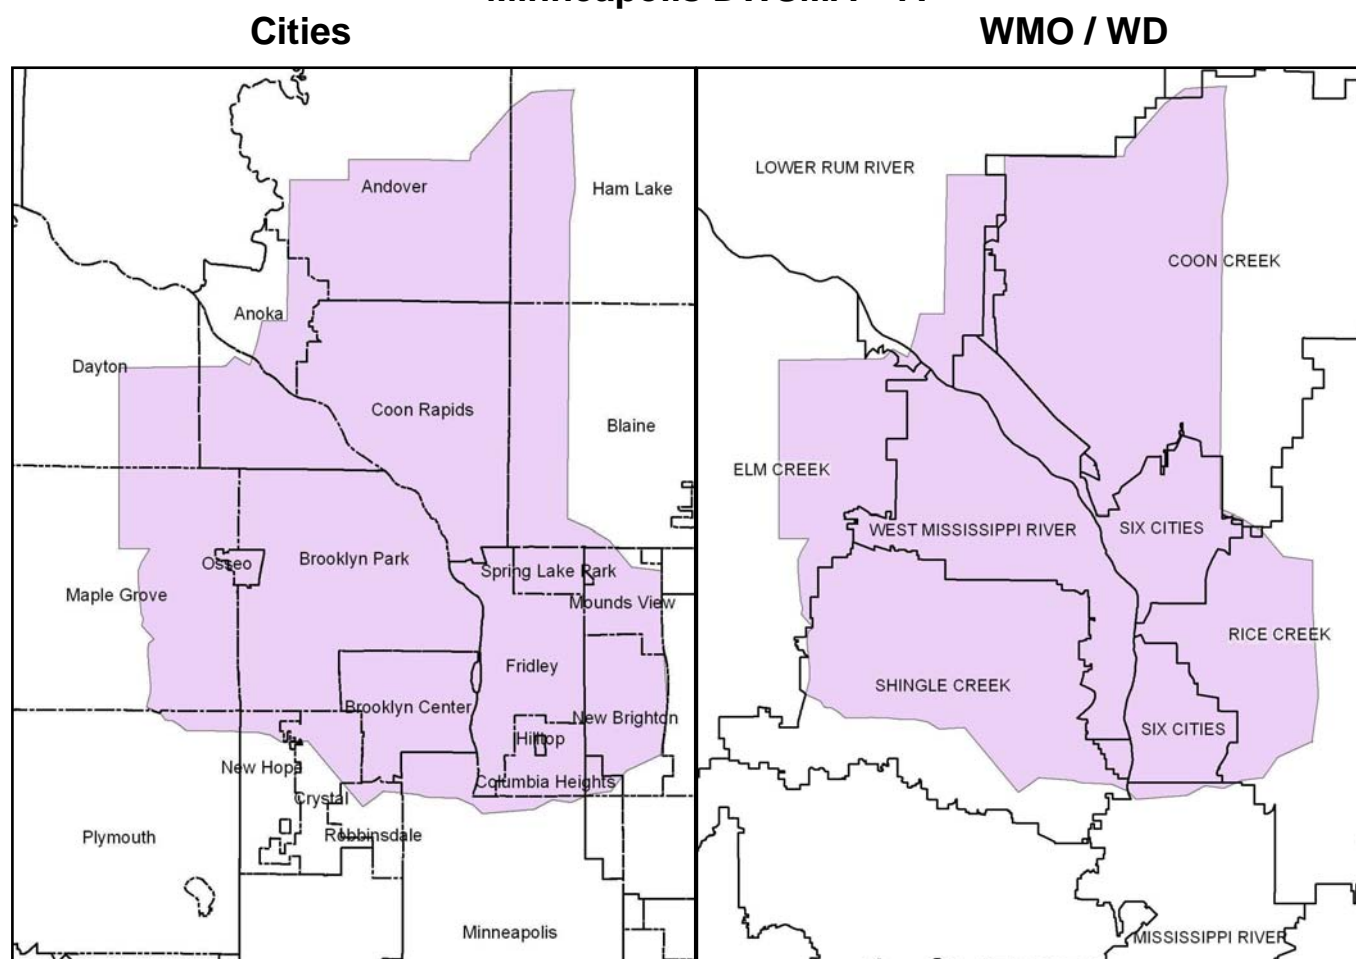 Cities
WMO / WD
Andover
Ham Lake
Anoka
Dayton
Coon Rapids
Blaine
Osseo
Brooklyn Park
Spring Lake Park
Maple Grove
Mounds View
Fridley
Brooklyn Center
New Brighton
Hilltop
New Hope
Columbia Heights
Crystal
Plymouth
Robbinsdale
Minneapolis
LOWER RUM RIVER
COON CREEK
ELM CREEK
WEST MISSISSIPPI RIVER
SIX CITIES
RICE CREEK
SHINGLE CREEK
SIX CITIES
MISSISSIPPI RIVER